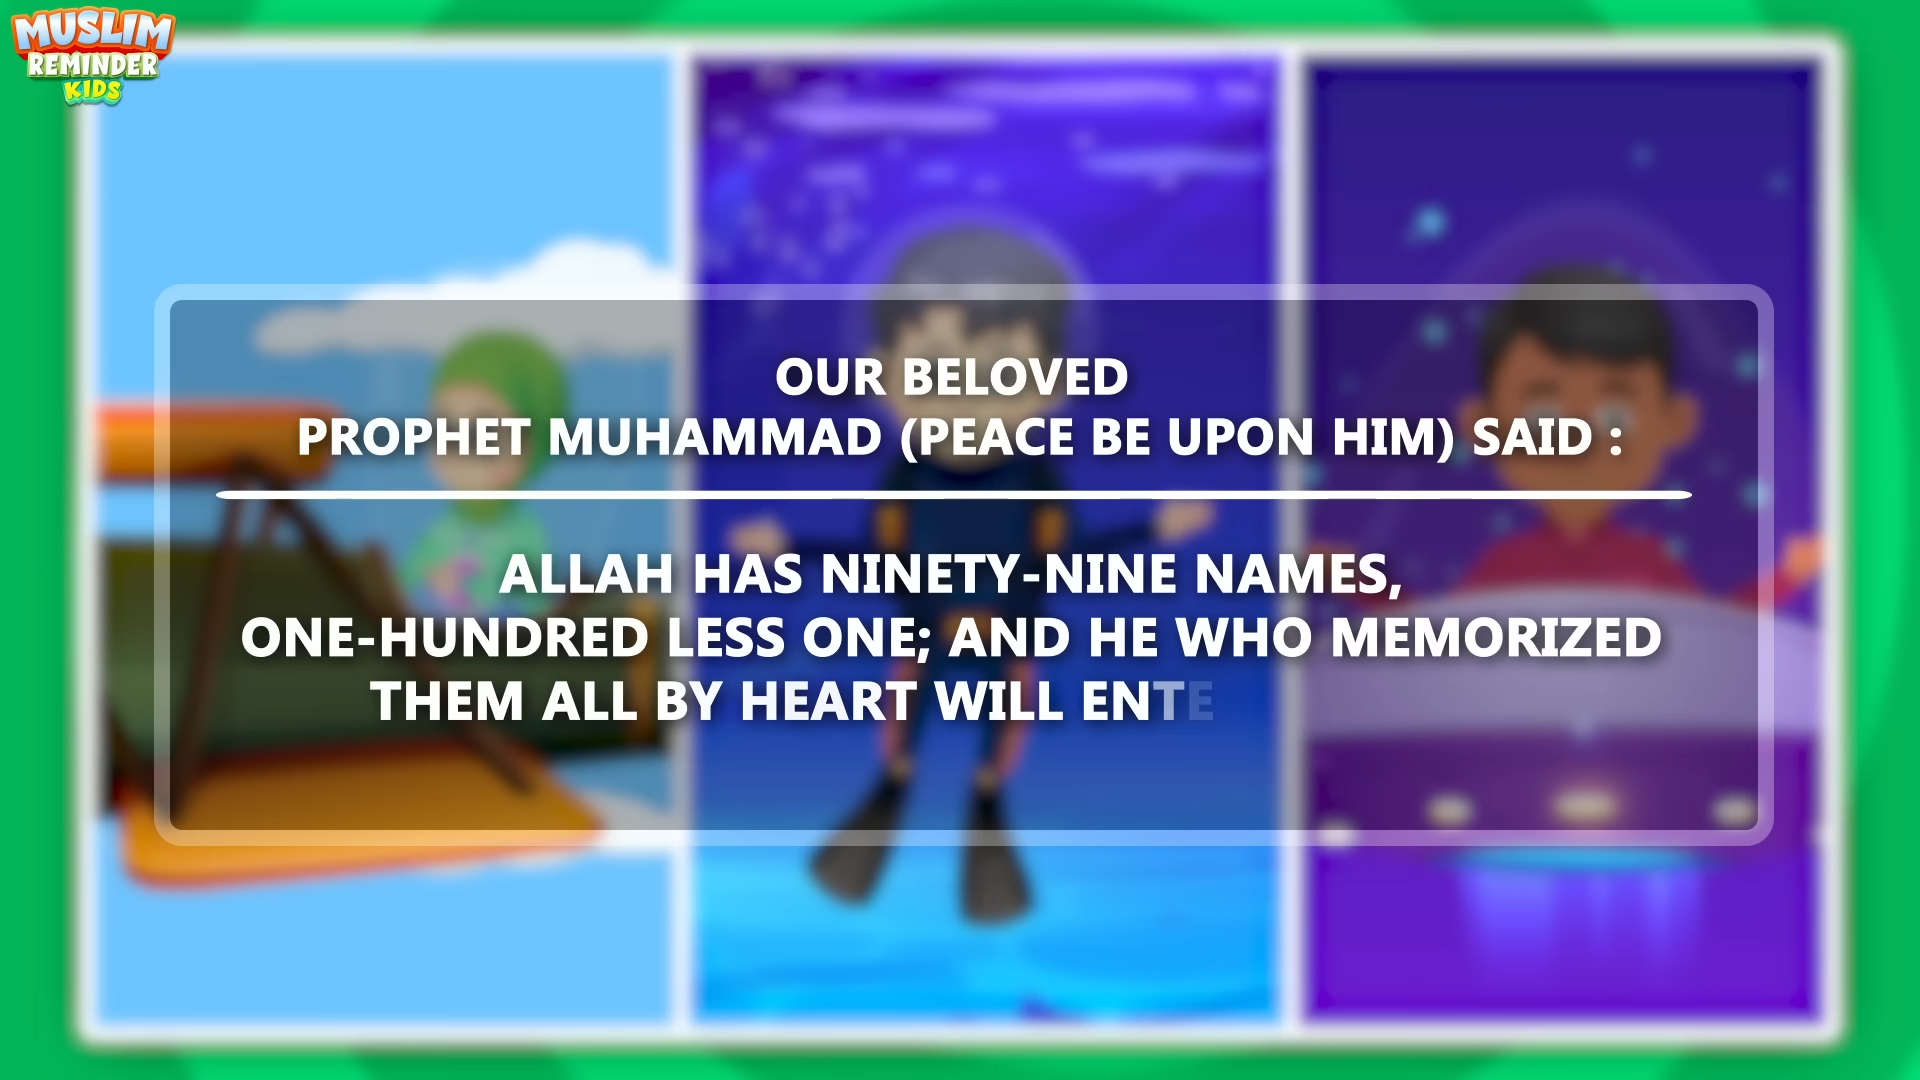 MUSLIM
REMINDER
KIDS
OUR BELOVED
PROPHET MUHAMMAD (PEACE BE UPON HIM) SAID :
ALLAH HAS NINETY-NINE NAMES,
ONE-HUNDRED LESS ONE; AND HE WHO MEMORIZED
THEM ALL BY HEART WILL ENTE